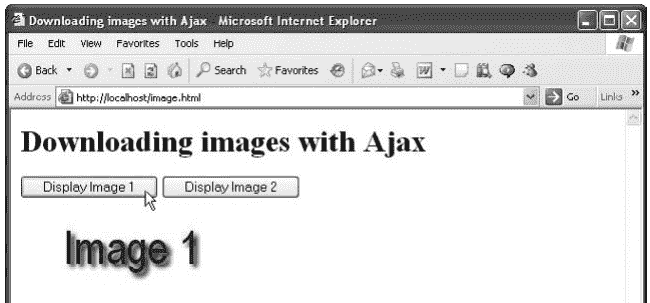 Downloading images with Ajax - Microsoft Internet Explorer
File Edit View Favorites Tools Help
Back Search Favorites W
Address http://localhost/image.html Go Links »
Downloading images with Ajax
Display Image 1 Display Image 2
Image 1